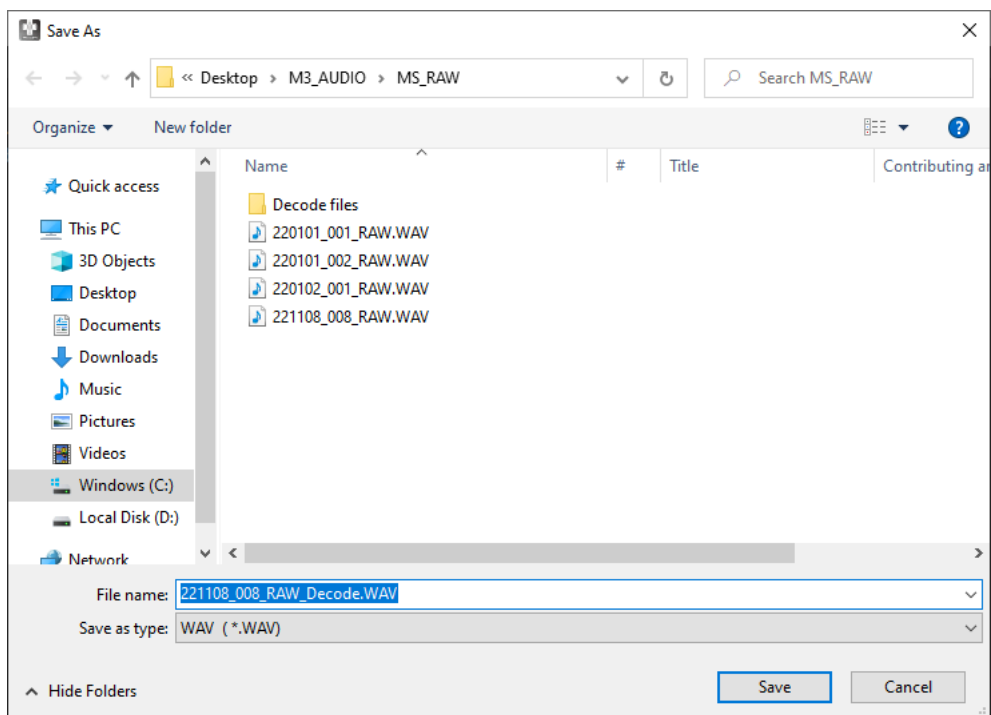 Save As
« Desktop › M3_AUDIO › MS_RAW
Search MS_RAW
Organize
New folder
Name
#
Title
Contributing ar
Quick access
This PC
3D Objects
Desktop
Documents
Downloads
Music
Pictures
Videos
Windows (C:)
Local Disk (D:)
Network
Decode files
220101_001_RAW.WAV
220101_002_RAW.WAV
220102_001_RAW.WAV
221108_008_RAW.WAV
File name: 221108_008_RAW_Decode.WAV
Save as type: WAV (*.WAV)
Hide Folders
Save
Cancel